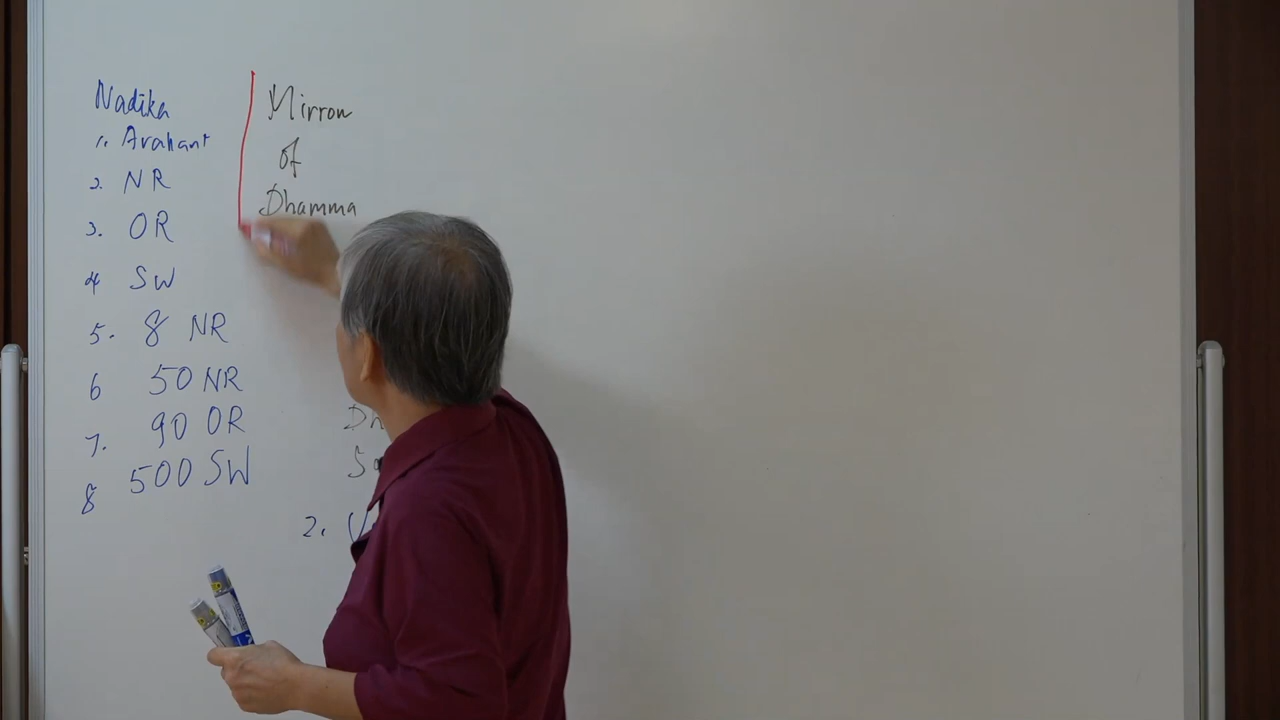 Nadika
1. Arahant
2. NR
3. OR
4 SW
5. 8 NR
6 50 NR
7. 90 OR
8 500 SW
Mirror
of
Dhamma
2.